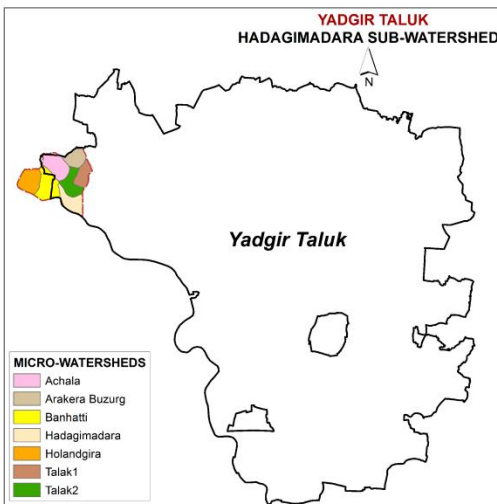 YADGIR TALUK
HADAGIMADARA SUB-WATERSHED
N
Yadgir Taluk
MICRO-WATERSHEDS
Achala
Arakera Buzurg
Banhatti
Hadagimadara
Holandgira
Talak1
Talak2